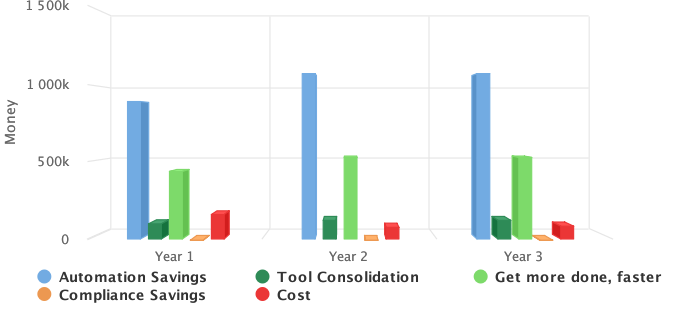 1 500k
1 000k
500k
0
Money
Year 1
Year 2
Year 3
Automation Savings
Tool Consolidation
Get more done, faster
Compliance Savings
Cost